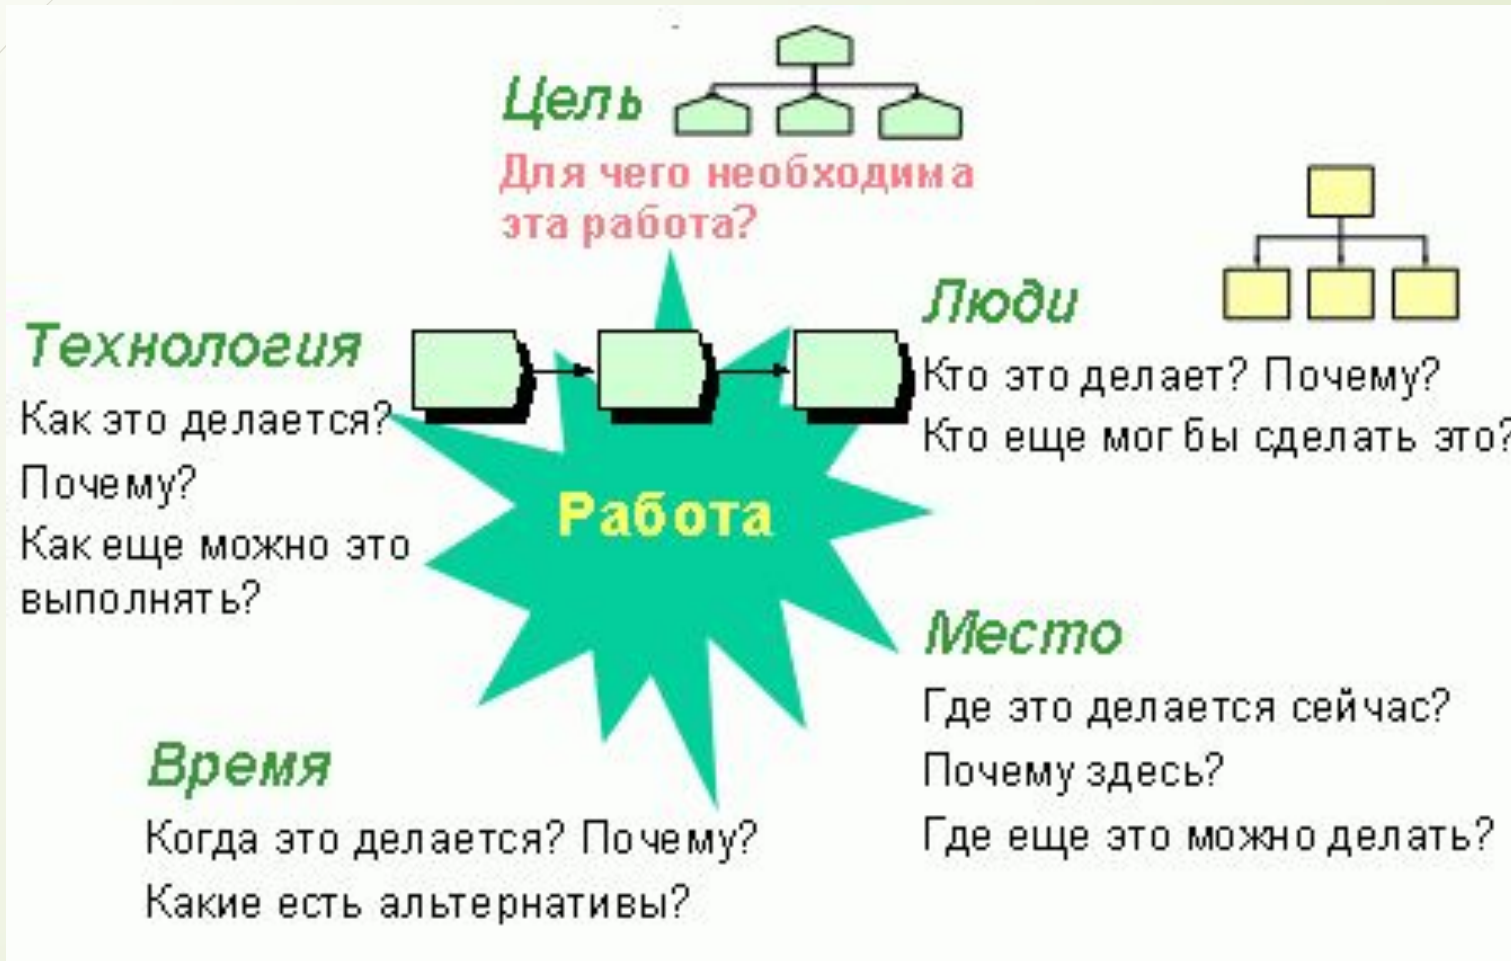 Цель
Для чего необходима
эта работа?
Технология
Как это делается?
Почему?
Как еще можно это
выполнять?
Люди
Кто это делает? Почему?
Кто еще мог бы сделать это?
Работа
Место
Где это делается сейчас?
Почему здесь?
Где еще это можно делать?
Время
Когда это делается? Почему?
Какие есть альтернативы?